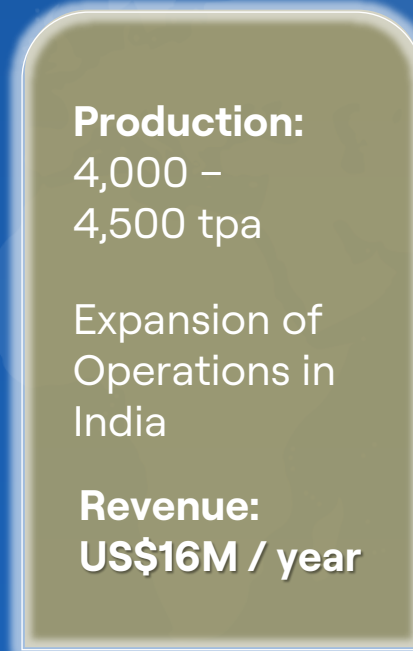 Production:
4,000 –
4,500 tpa
Expansion of
Operations in
India
Revenue:
US$16M / year